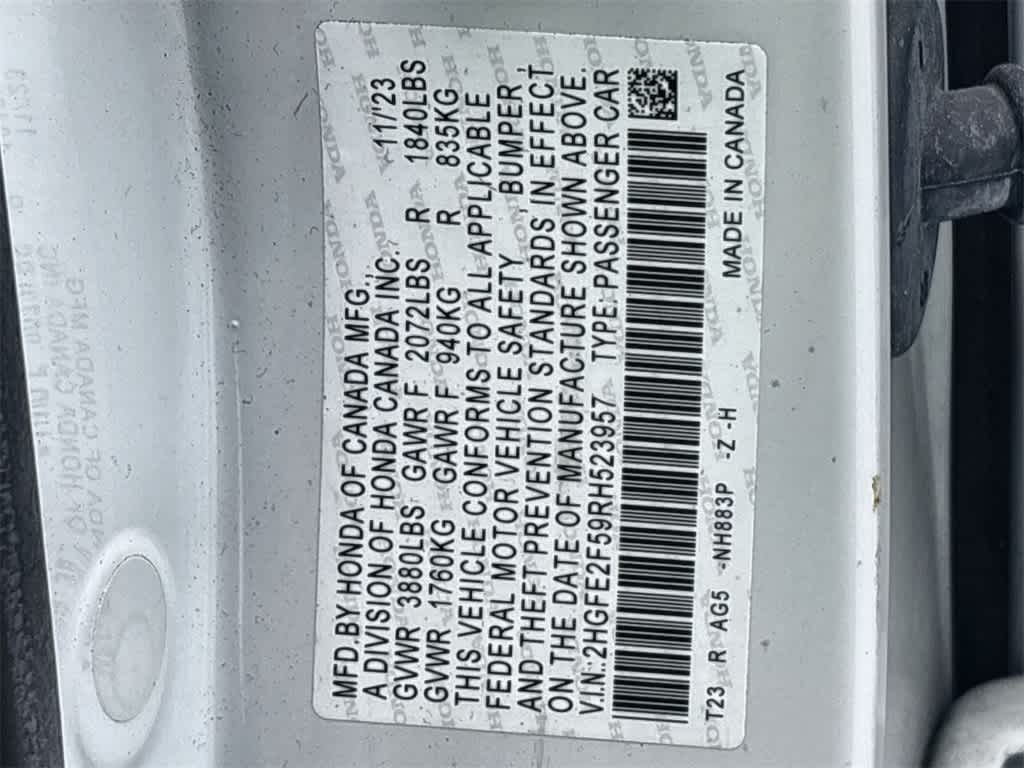 MFD.BY HONDA OF CANADA MFG.,
A DIVISION OF HONDA CANADA INC.? 11/'23
GVWR 3880LBS GAWR F 2072LBS R 1840LBS
GVWR 1760KG GAWR F 940KG R 835KG
THIS VEHICLE CONFORMS TO ALL APPLICABLE
FEDERAL MOTOR VEHICLE SAFETY, BUMPER,
AND THEFT PREVENTION STANDARDS IN EFFECT
ON THE DATE OF MANUFACTURE SHOWN ABOVE.
V.I.N.:2HGFE2F59RH523957 TYPE:PASSENGER CAR
T23 R AG5 -NH883P -Z -H MADE IN CANADA